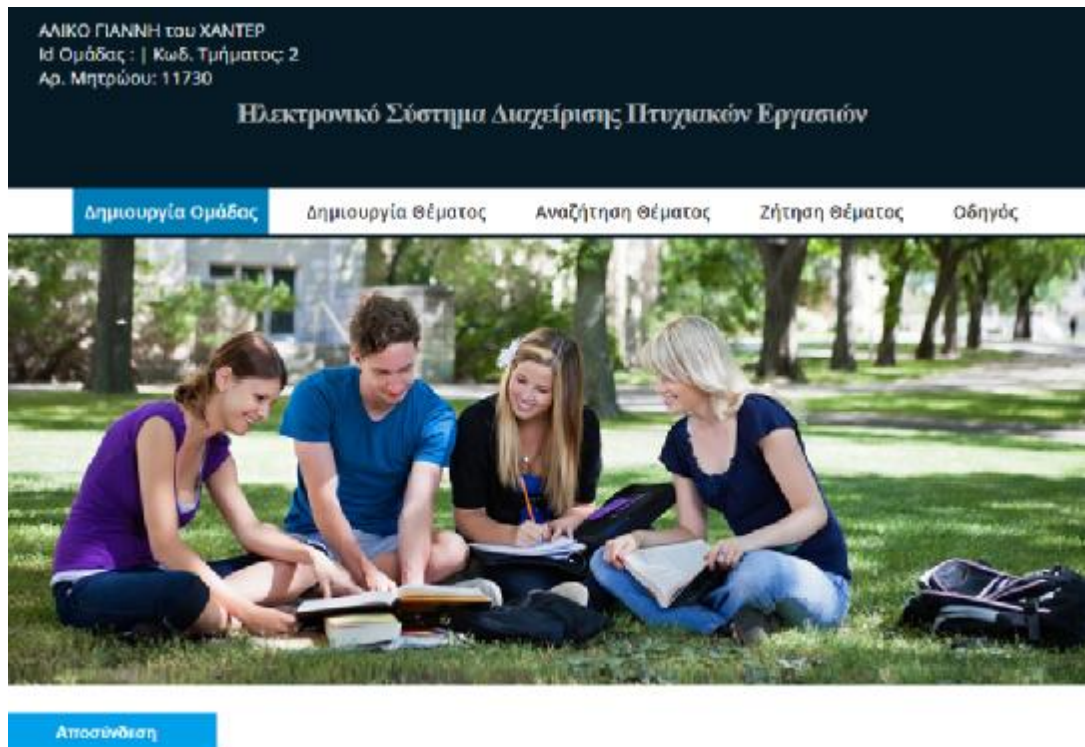 ΑΛΙΚΟ ΓΙΑΝΝΗ του ΧΑΝΤΕΡ
Id Ομάδας : | Κωδ. Τμήματος: 2
Αρ. Μητρώου: 11730
Ηλεκτρονικό Σύστημα Διαχείρισης Πτυχιακών Εργασιών
Δημιουργία Ομάδας Δημιουργία Θέματος Αναζήτηση Θέματος Ζήτηση Θέματος Οδηγός
Αποσύνδεση